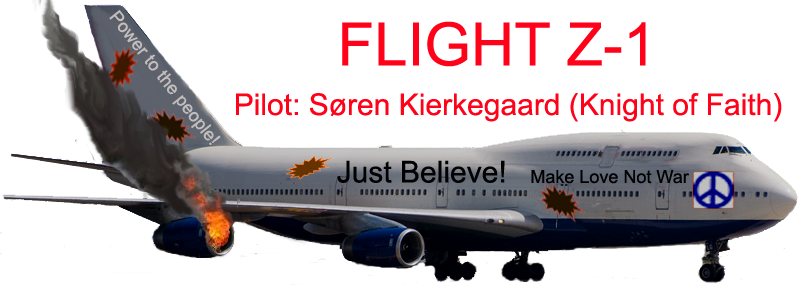 FLIGHT Z-1
Pilot: Søren Kierkegaard (Knight of Faith)
Power to the people!
Just Believe!
Make Love Not War